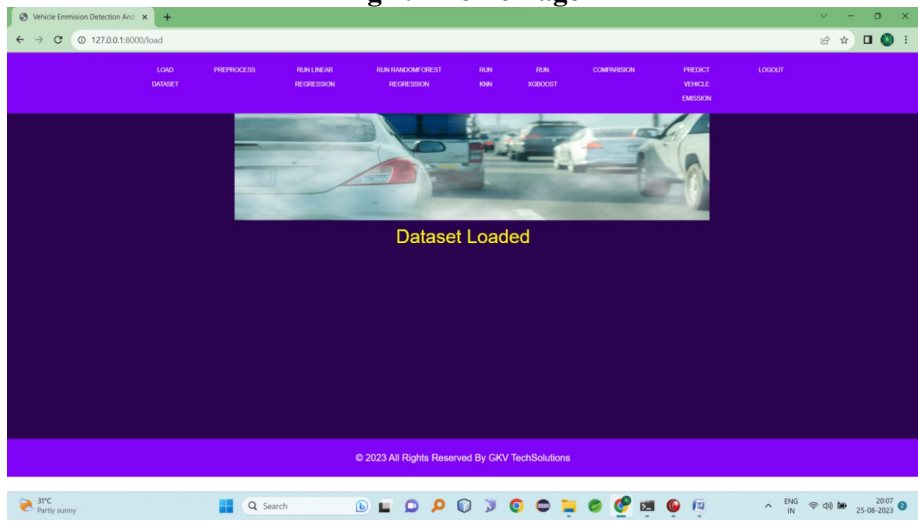 Vehicle Emmision Detection And
127.0.0.1:8000/load
LOAD
DATASET
PREPROCESS
RUN LINEAR
REGRESSION
RUN RANDOMFOREST
REGRESSION
RUN
KNN
RUN
XGBOOST
COMPARISION
PREDICT
VEHICLE
EMISSION
LOGOUT
Dataset Loaded
© 2023 All Rights Reserved By GKV TechSolutions
31°C
Partly sunny
Search
ENG
IN
20:07
25-08-2023